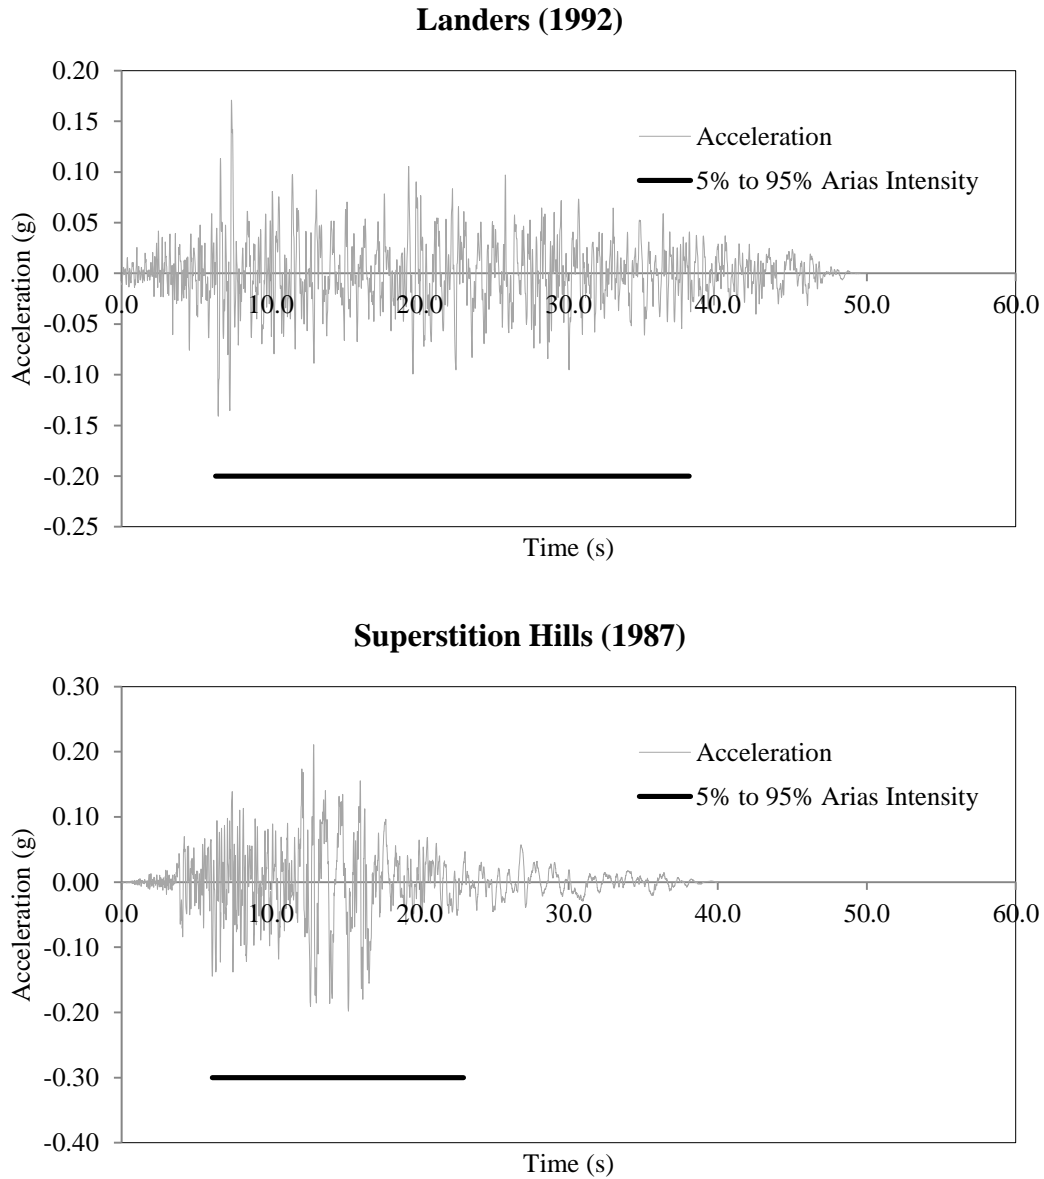 Landers (1992)
0.20
0.15
0.10
0.05
0.00
-0.05
-0.10
-0.15
-0.20
-0.25
Acceleration (g)
Acceleration
5% to 95% Arias Intensity
0.0 10.0 20.0 30.0 40.0 50.0 60.0
Time (s)
Superstition Hills (1987)
0.30
0.20
0.10
0.00
-0.10
-0.20
-0.30
-0.40
Acceleration (g)
Acceleration
5% to 95% Arias Intensity
0.0 10.0 20.0 30.0 40.0 50.0 60.0
Time (s)